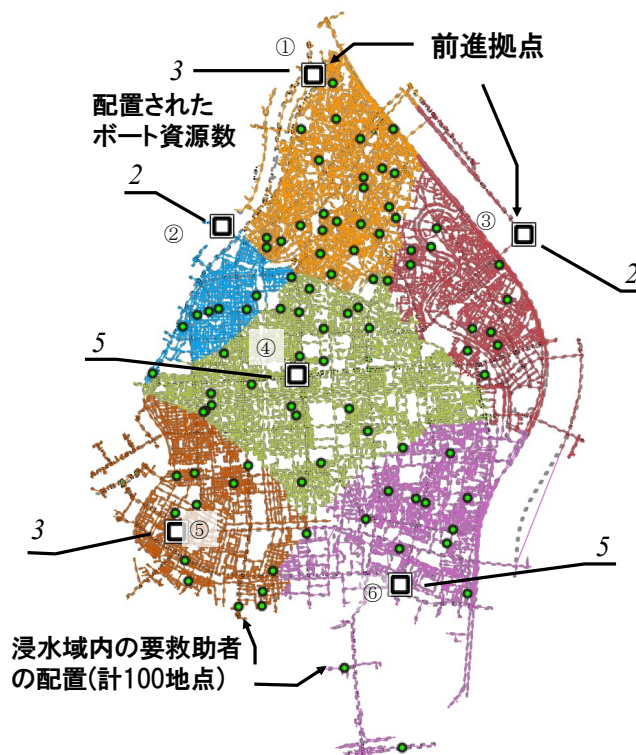 ①
前進拠点
3
配置された
ボート資源数
2
②
③
2
④
5
⑤
3
⑥
5
浸水域内の要救助者
の配置(計100地点)